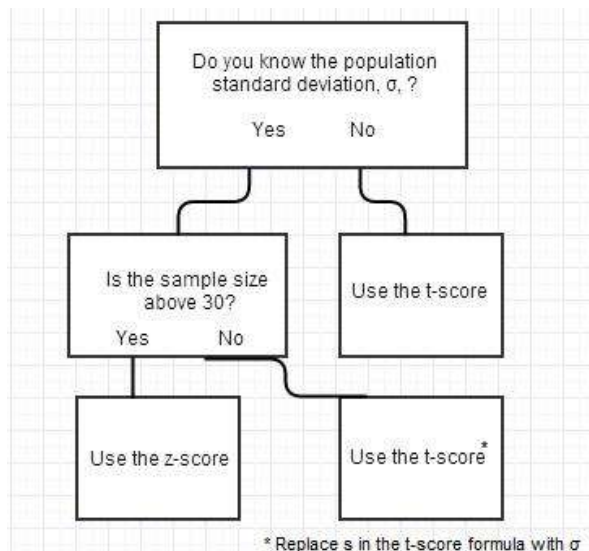 Do you know the population
standard deviation, σ, ?
Yes No
Is the sample size
above 30?
Yes No
Use the t-score
Use the z-score
Use the t-score*
* Replace s in the t-score formula with σ